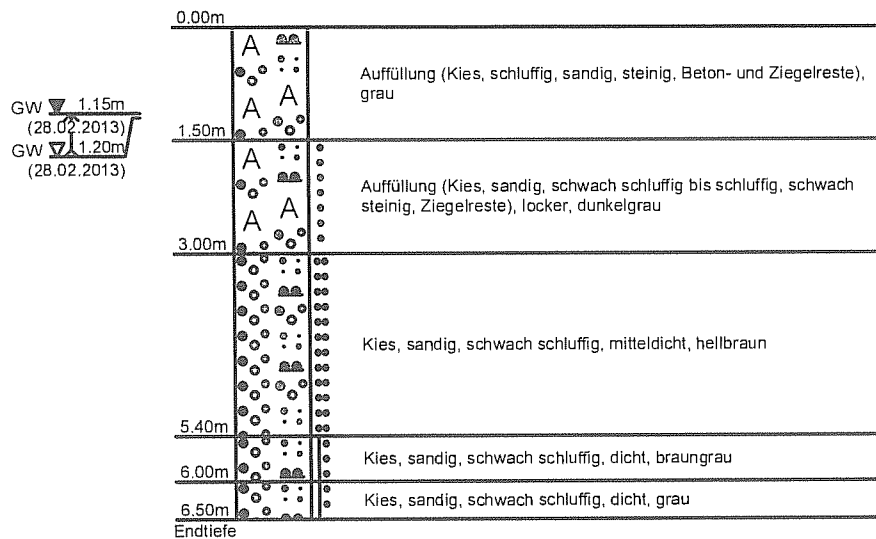 0.00m
A
Auffüllung (Kies, schluffig, sandig, steinig, Beton- und Ziegelreste),
grau
A A
GW 1.15m
(28.02.2013)
1.50m
GW 1.20m
(28.02.2013)
A
Auffüllung (Kies, sandig, schwach schluffig bis schluffig, schwach
steinig, Ziegelreste), locker, dunkelgrau
A A
3.00m
Kies, sandig, schwach schluffig, mitteldicht, hellbraun
5.40m
Kies, sandig, schwach schluffig, dicht, braungrau
6.00m
Kies, sandig, schwach schluffig, dicht, grau
6.50m
Endtiefe